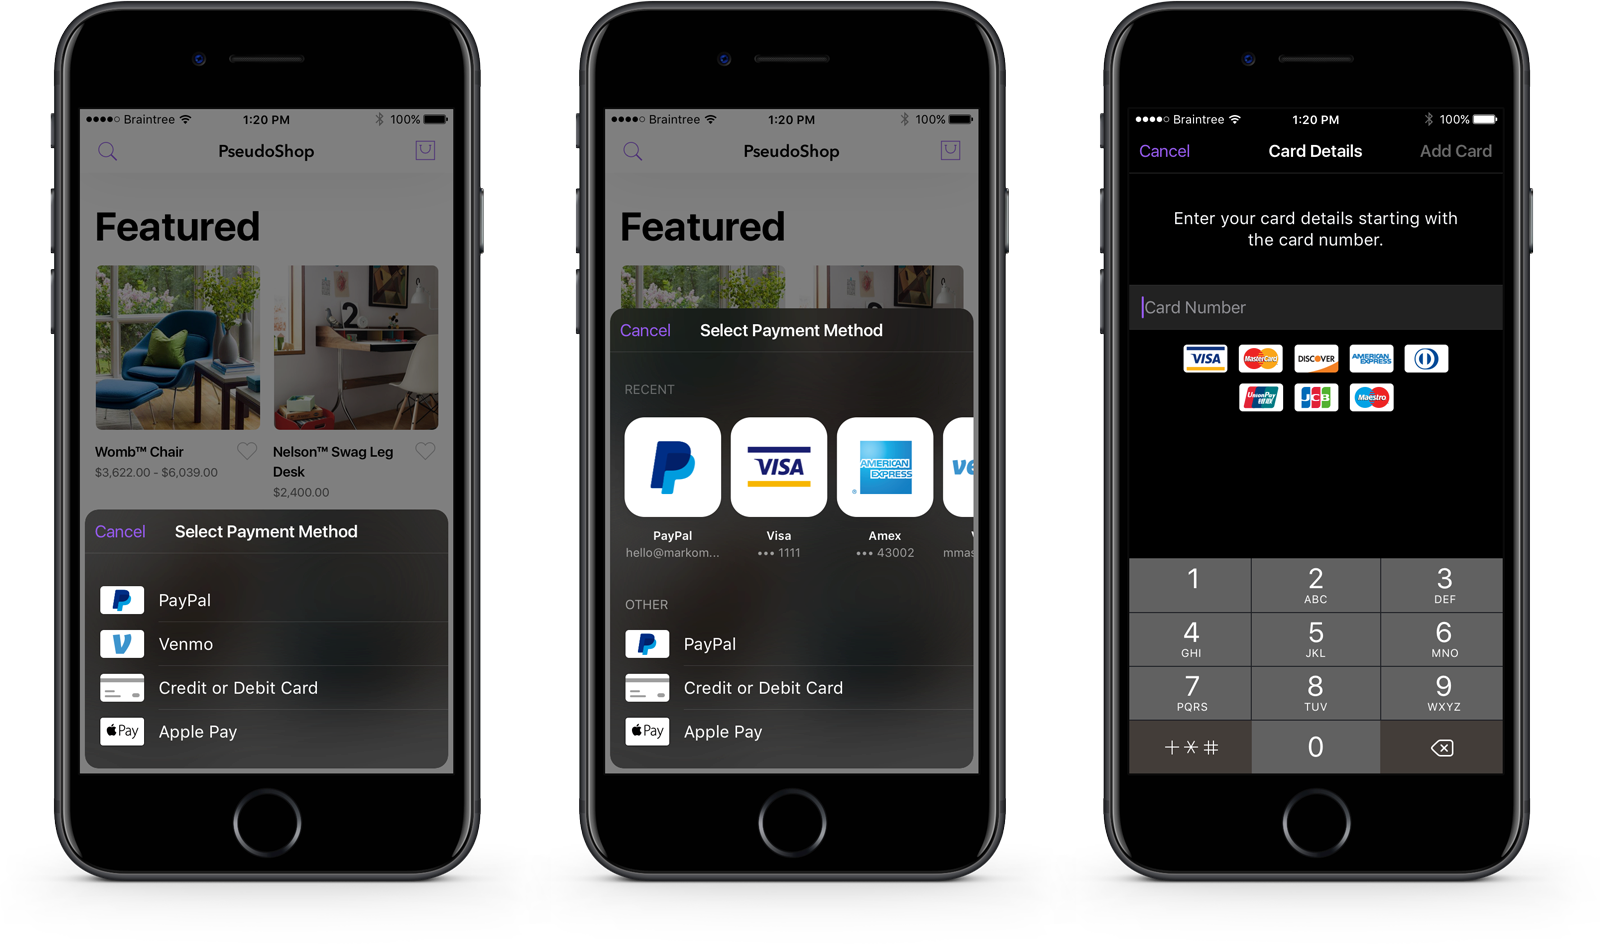 Braintree 1:20 PM 100%
PseudoShop
Featured
Womb™ Chair
$3,622.00 - $6,039.00
Nelson™ Swag Leg
Desk
$2,400.00
Cancel Select Payment Method
PayPal
Venmo
Credit or Debit Card
Pay Apple Pay
Braintree 1:20 PM 100%
PseudoShop
Featured
Cancel Select Payment Method
RECENT
VISA AMERICAN EXPRESS ve
PayPal Visa Amex V
hello@markom... ••• 1111 ••• 43002 mmas
OTHER
PayPal
Credit or Debit Card
Pay Apple Pay
Braintree 1:20 PM 100%
Cancel Card Details Add Card
Enter your card details starting with
the card number.
Card Number
VISA MasterCard DISCOVER AMERICAN EXPRESS
UnionPay 银联 JCB Maestro
1 2 3
ABC DEF
4 5 6
GHI JKL MNO
7 8 9
PQRS TUV WXYZ
+ * # 0